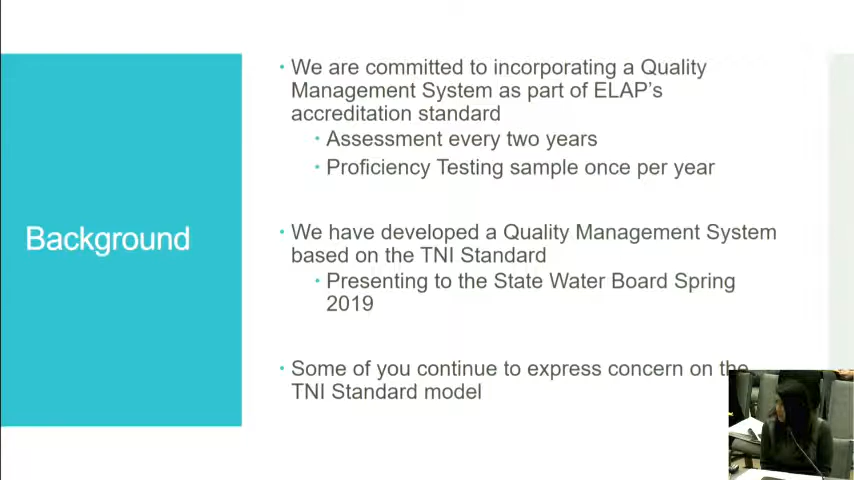 Background
We are committed to incorporating a Quality
Management System as part of ELAP's
accreditation standard
Assessment every two years
Proficiency Testing sample once per year
We have developed a Quality Management System
based on the TNI Standard
Presenting to the State Water Board Spring
2019
Some of you continue to express concern on the
TNI Standard model